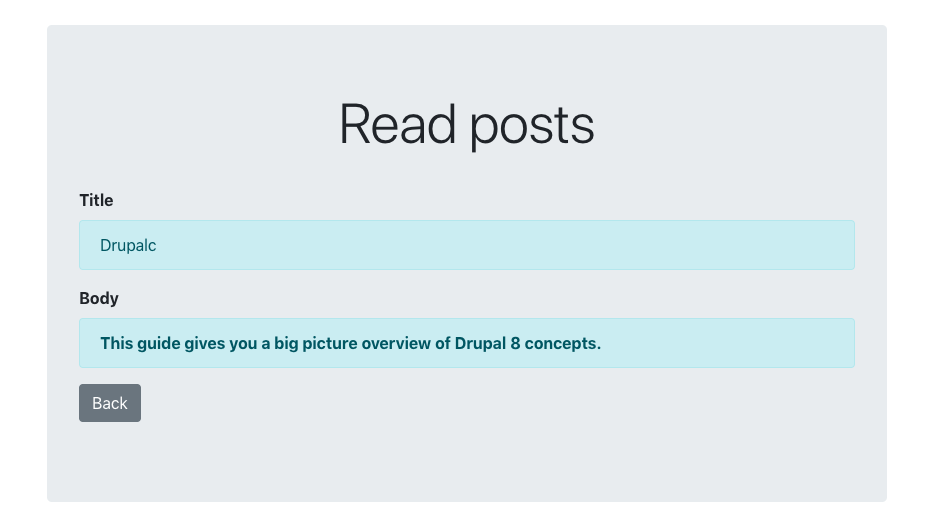 Read posts
Title
Drupalc
Body
This guide gives you a big picture overview of Drupal 8 concepts.
Back